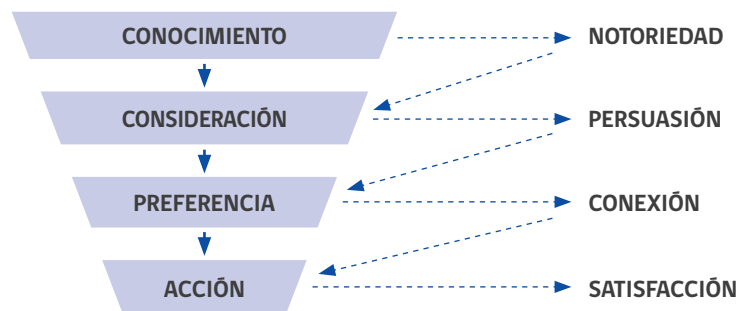 CONOCIMIENTO
NOTORIEDAD
CONSIDERACIÓN
PERSUASIÓN
PREFERENCIA
CONEXIÓN
ACCIÓN
SATISFACCIÓN